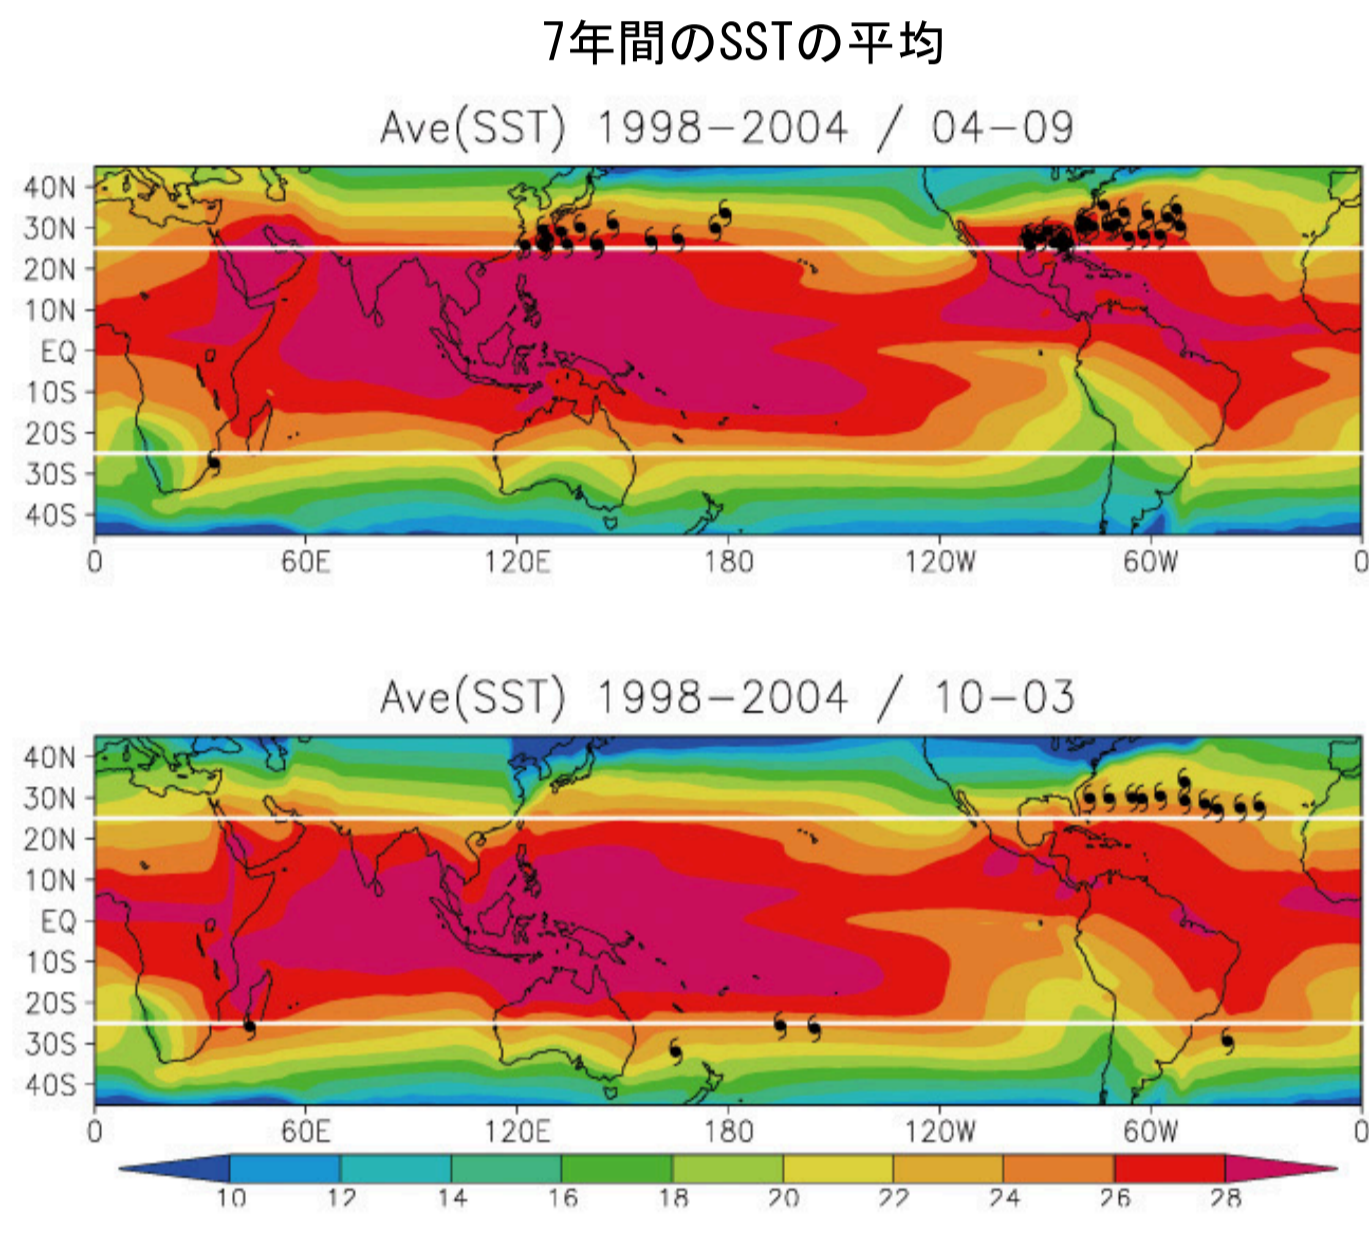 7年間のSSTの平均
Ave(SST) 1998-2004 / 04-09
40N
30N
20N
10N
EQ
10S
20S
30S
40S
0 60E 120E 180 120W 60W 0
Ave(SST) 1998-2004 / 10-03
40N
30N
20N
10N
EQ
10S
20S
30S
40S
0 60E 120E 180 120W 60W 0
10 12 14 16 18 20 22 24 26 28